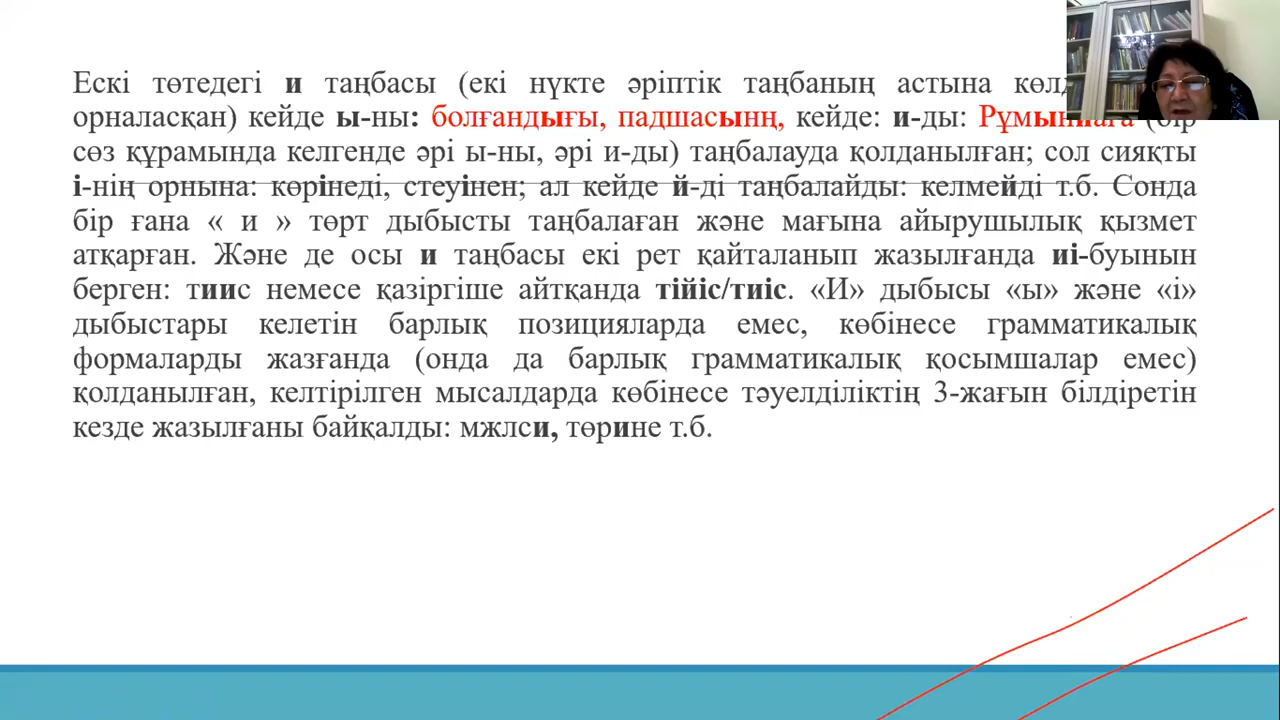 Ескі төтедегі и таңбасы (екі нүкте әріптік таңбаның астына
орналасқан) кейде ы-ны: болғандығы, падшасынң, кейде: и-ды:
сөз құрамында келгенде әрі ы-ны, әрі и-ды) таңбалауда қолданылған; сол сияқты
і-нің орнына: көрінеді, стеуінен; ал кейде й-ді таңбалайды: келмейді т.б. Сонда
бір ғана « и » төрт дыбысты таңбалаған және мағына айырушылық қызмет
атқарған. Және де осы и таңбасы екі рет қайталанып жазылғанда иі-буынын
берген: тиис немесе қазіргіше айтқанда тійіс/тиіс. «И» дыбысы «ы» және «і»
дыбыстары келетін барлық позицияларда емес, көбінесе грамматикалық
формаларды жазғанда (онда да барлық грамматикалық қосымшалар емес)
қолданылған, келтірілген мысалдарда көбінесе тәуелділіктің 3-жағын білдіретін
кезде жазылғаны байқалды: мжлси, төрине т.б.